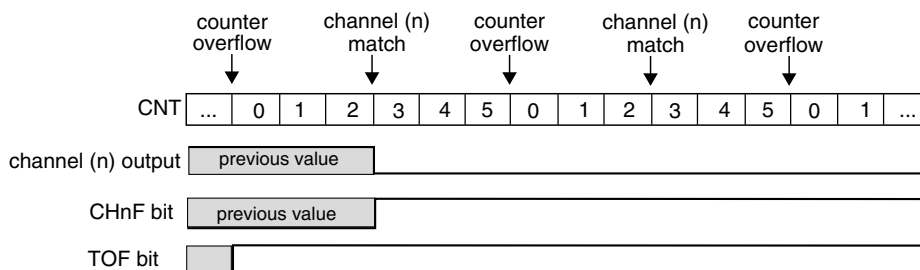 counter overflow
channel (n) match
counter overflow
channel (n) match
counter overflow
CNT ... 0 1 2 3 4 5 0 1 2 3 4 5 0 1 ...
channel (n) output previous value
CHnF bit previous value
TOF bit